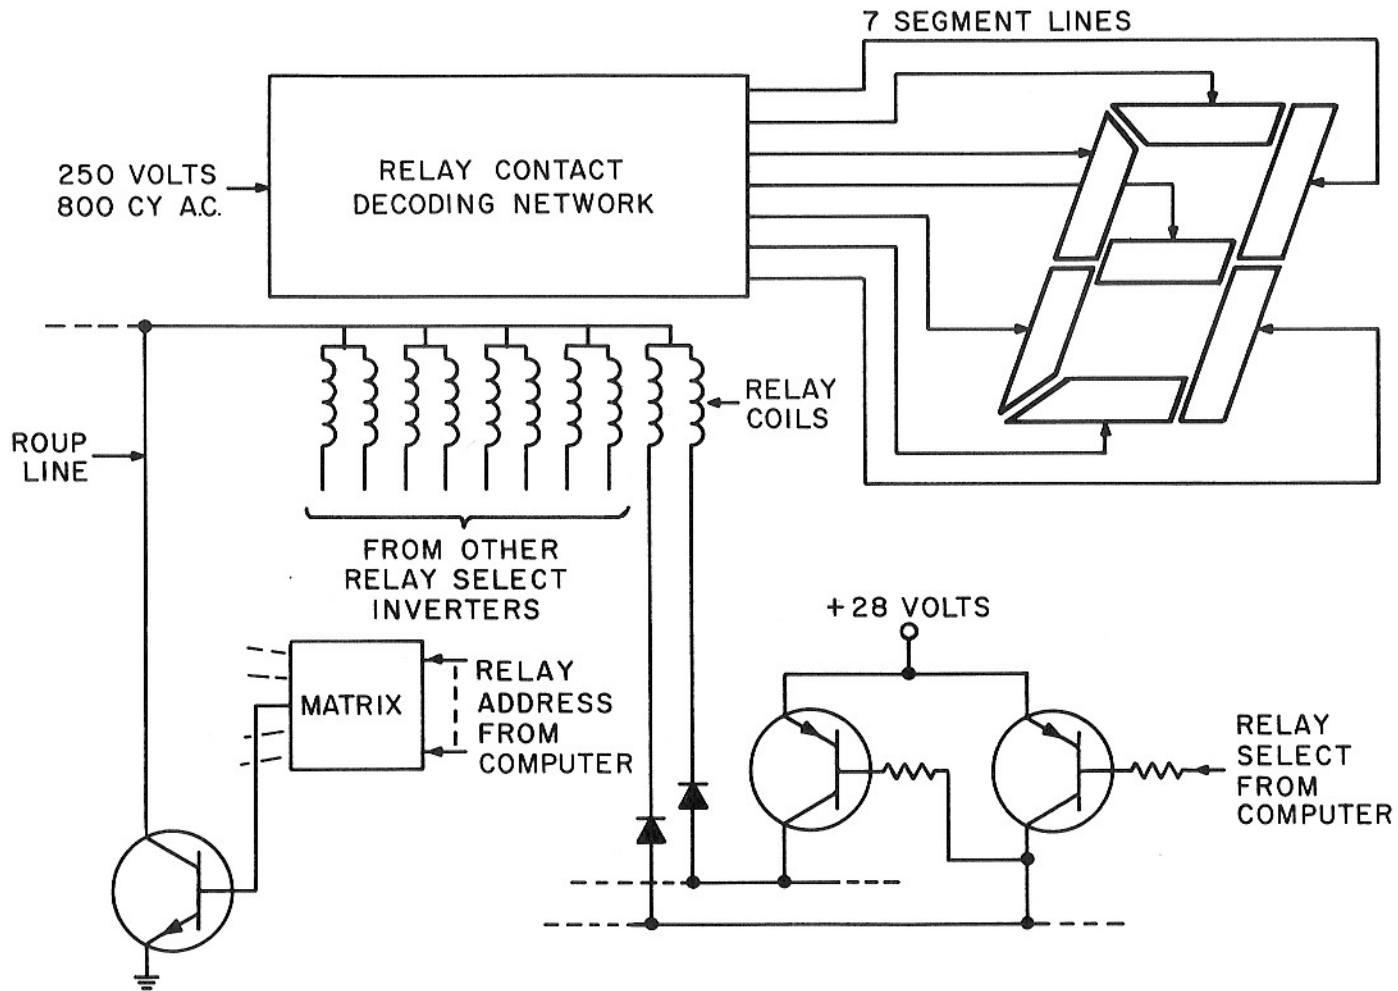 7 SEGMENT LINES
250 VOLTS
800 CY A.C.
RELAY CONTACT
DECODING NETWORK
RELAY
COILS
ROUP
LINE
FROM OTHER
RELAY SELECT
INVERTERS
+28 VOLTS
MATRIX
RELAY
ADDRESS
FROM
COMPUTER
RELAY
SELECT
FROM
COMPUTER